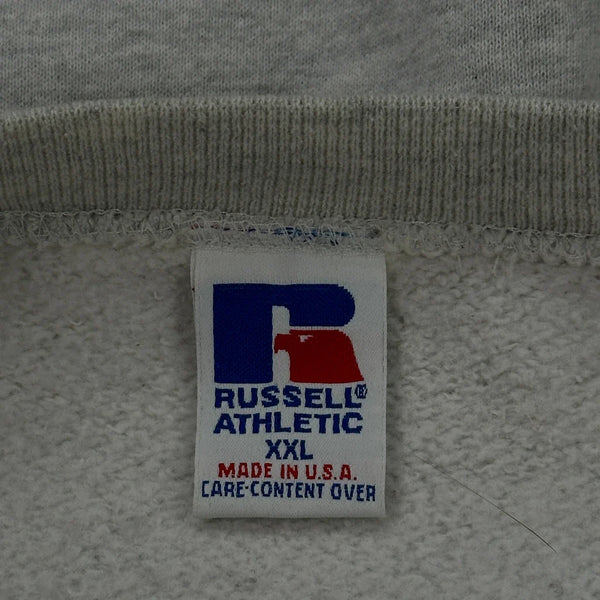 RUSSELL®
ATHLETIC
XXL
MADE IN U.S.A.
CARE-CONTENT OVER